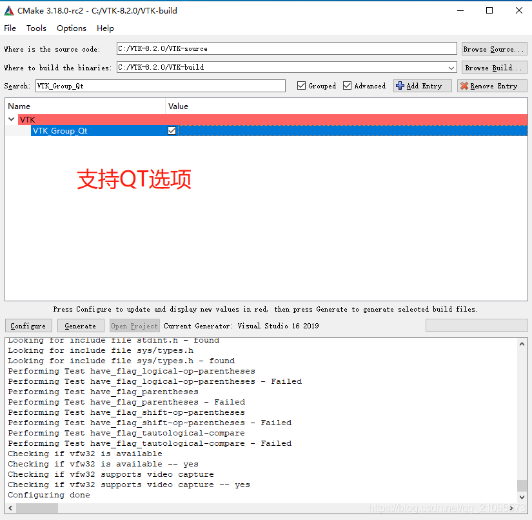 CMake 3.18.0-rc2 - C:/VTK-8.2.0/VTK-build
File Tools Options Help
Where is the source code: C:/VTK-8.2.0/VTK-source Browse Source...
Where to build the binaries: C:/VTK-8.2.0/VTK-build Browse Build...
Search: VTK_Group_Qt Grouped Advanced Add Entry Remove Entry
Name Value
VTK
VTK_Group_Qt
支持QT选项
Press Configure to update and display new values in red, then press Generate to generate selected build files.
Configure Generate Open Project Current Generator: Visual Studio 16 2019
Looking for include file stdint.h - found
Looking for include file sys/types.h
Looking for include file sys/types.h - found
Performing Test have_flag_logical-op-parentheses
Performing Test have_flag_logical-op-parentheses - Failed
Performing Test have_flag_parentheses
Performing Test have_flag_parentheses - Failed
Performing Test have_flag_shift-op-parentheses
Performing Test have_flag_shift-op-parentheses - Failed
Performing Test have_flag_tautological-compare
Performing Test have_flag_tautological-compare - Failed
Checking if vfw32 is available
Checking if vfw32 is available -- yes
Checking if vfw32 supports video capture
Checking if vfw32 supports video capture -- yes
Configuring done